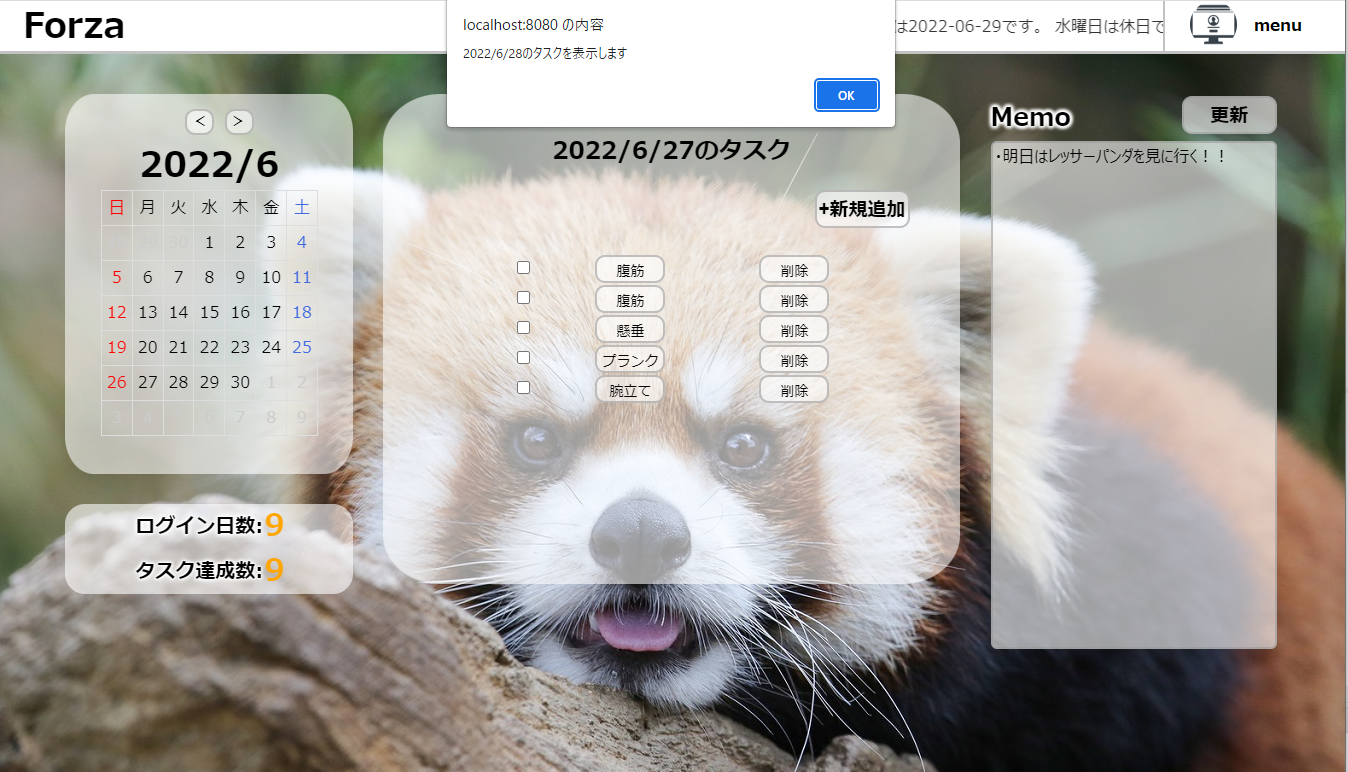 Forza
localhost:8080 の内容
2022/6/28のタスクを表示します
OK
は2022-06-29です。 水曜日は休日で
menu
< >
2022/6
日 月 火 水 木 金 土
29 30 1 2 3 4
5 6 7 8 9 10 11
12 13 14 15 16 17 18
19 20 21 22 23 24 25
26 27 28 29 30 1 2
3 4 6 7 8 9
ログイン日数:9
タスク達成数:9
2022/6/27のタスク
+新規追加
腹筋 削除
腹筋 削除
懸垂 削除
プランク 削除
腕立て 削除
Memo
更新
・明日はレッサーパンダを見に行く！！